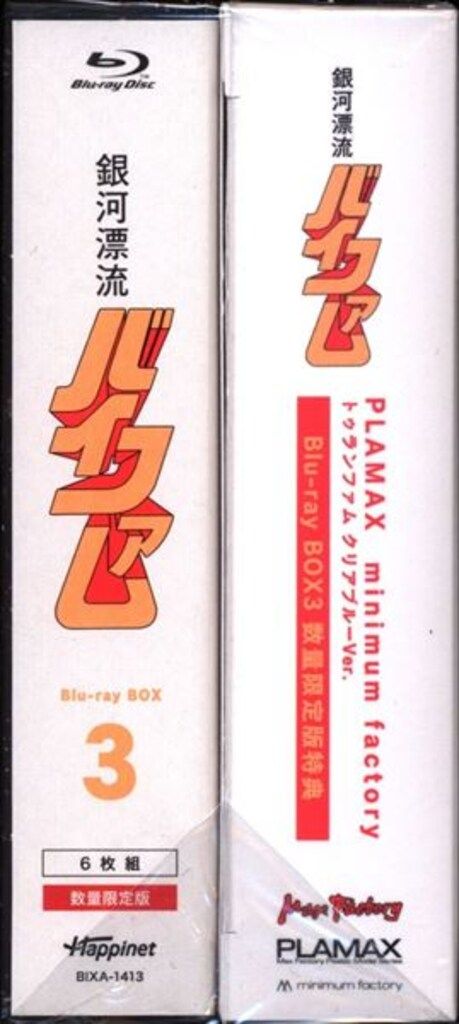 Blu-ray Disc
銀河漂流
バイファム
Blu-ray BOX
3
6枚組
数量限定版
Happinet
BIXA-1413
銀河漂流
バイファム
PLAMAX minimum factory
トゥランファム クリアブルーVer.
Blu-ray BOX3 数量限定版特典
Max Factory
PLAMAX
minimum factory